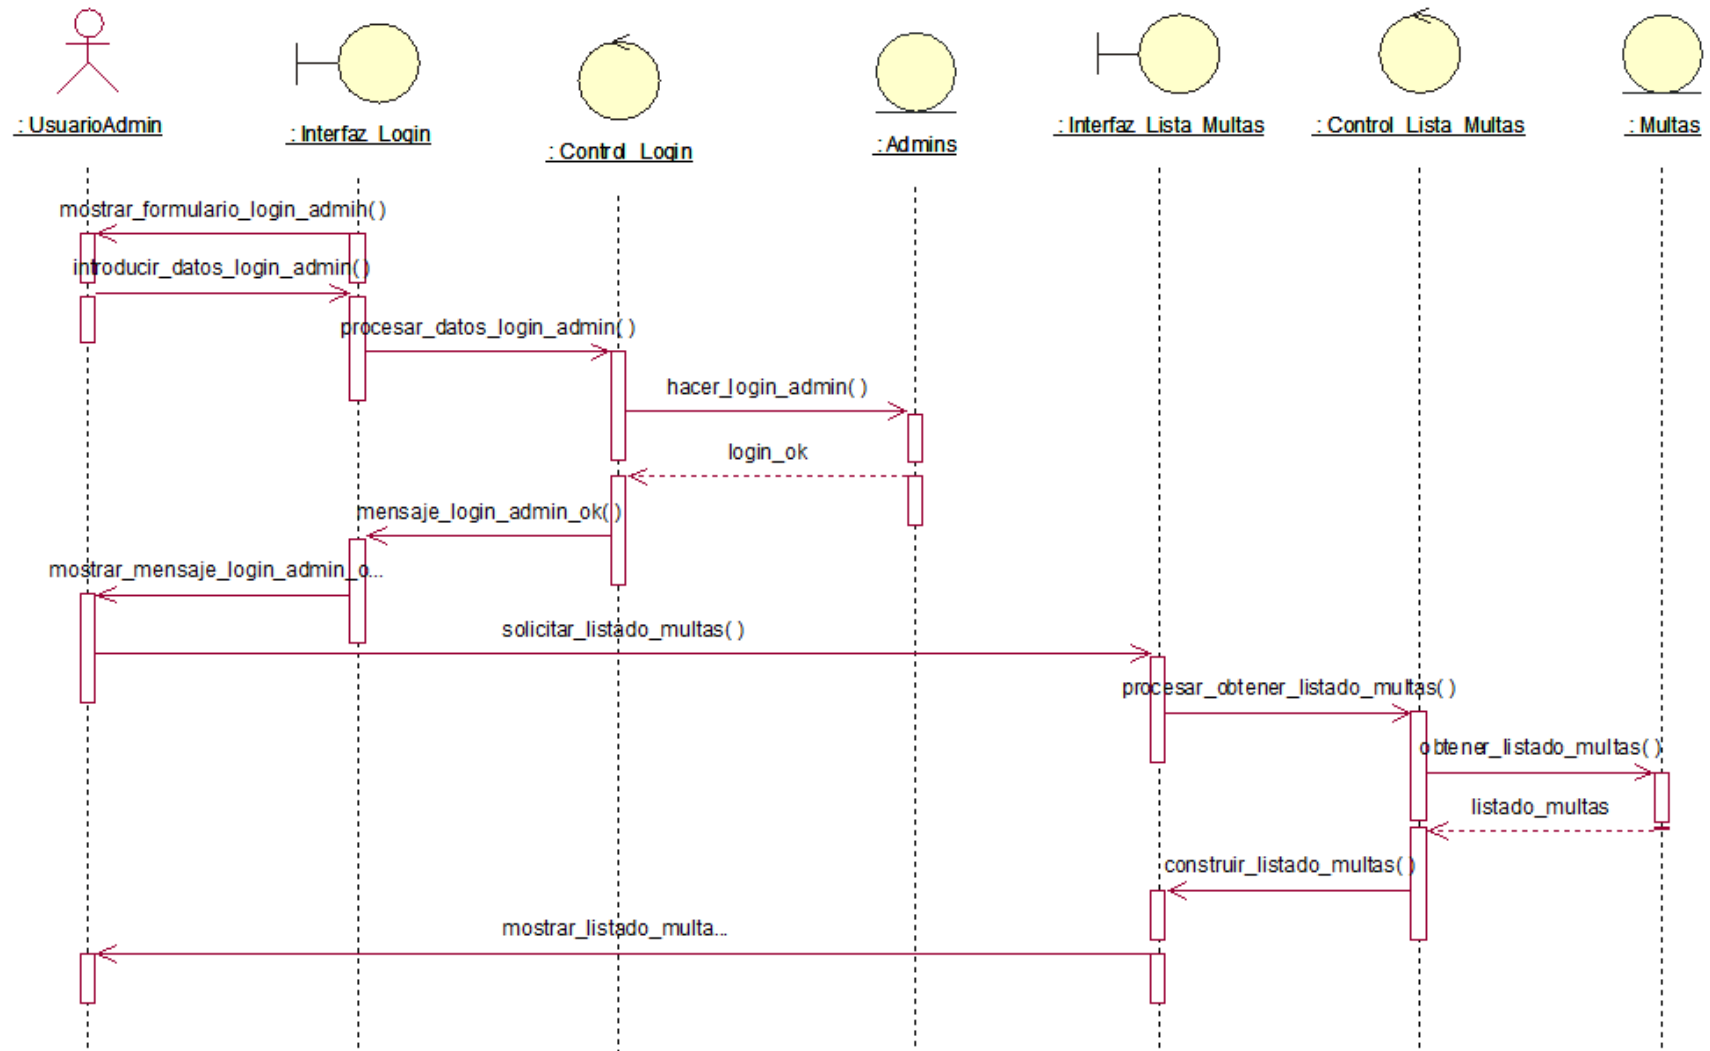 : UsuarioAdmin
: Interfaz_Login
: Control_Login
: Admins
: Interfaz_Lista_Multas
: Control_Lista_Multas
: Multas
mostrar_formulario_login_admin( )
introducir_datos_login_admin( )
procesar_datos_login_admin( )
hacer_login_admin( )
login_ok
mensaje_login_admin_ok( )
mostrar_mensaje_login_admin_o...
solicitar_listado_multas( )
procesar_obtener_listado_multas( )
obtener_listado_multas( )
listado_multas
construir_listado_multas( )
mostrar_listado_multa...